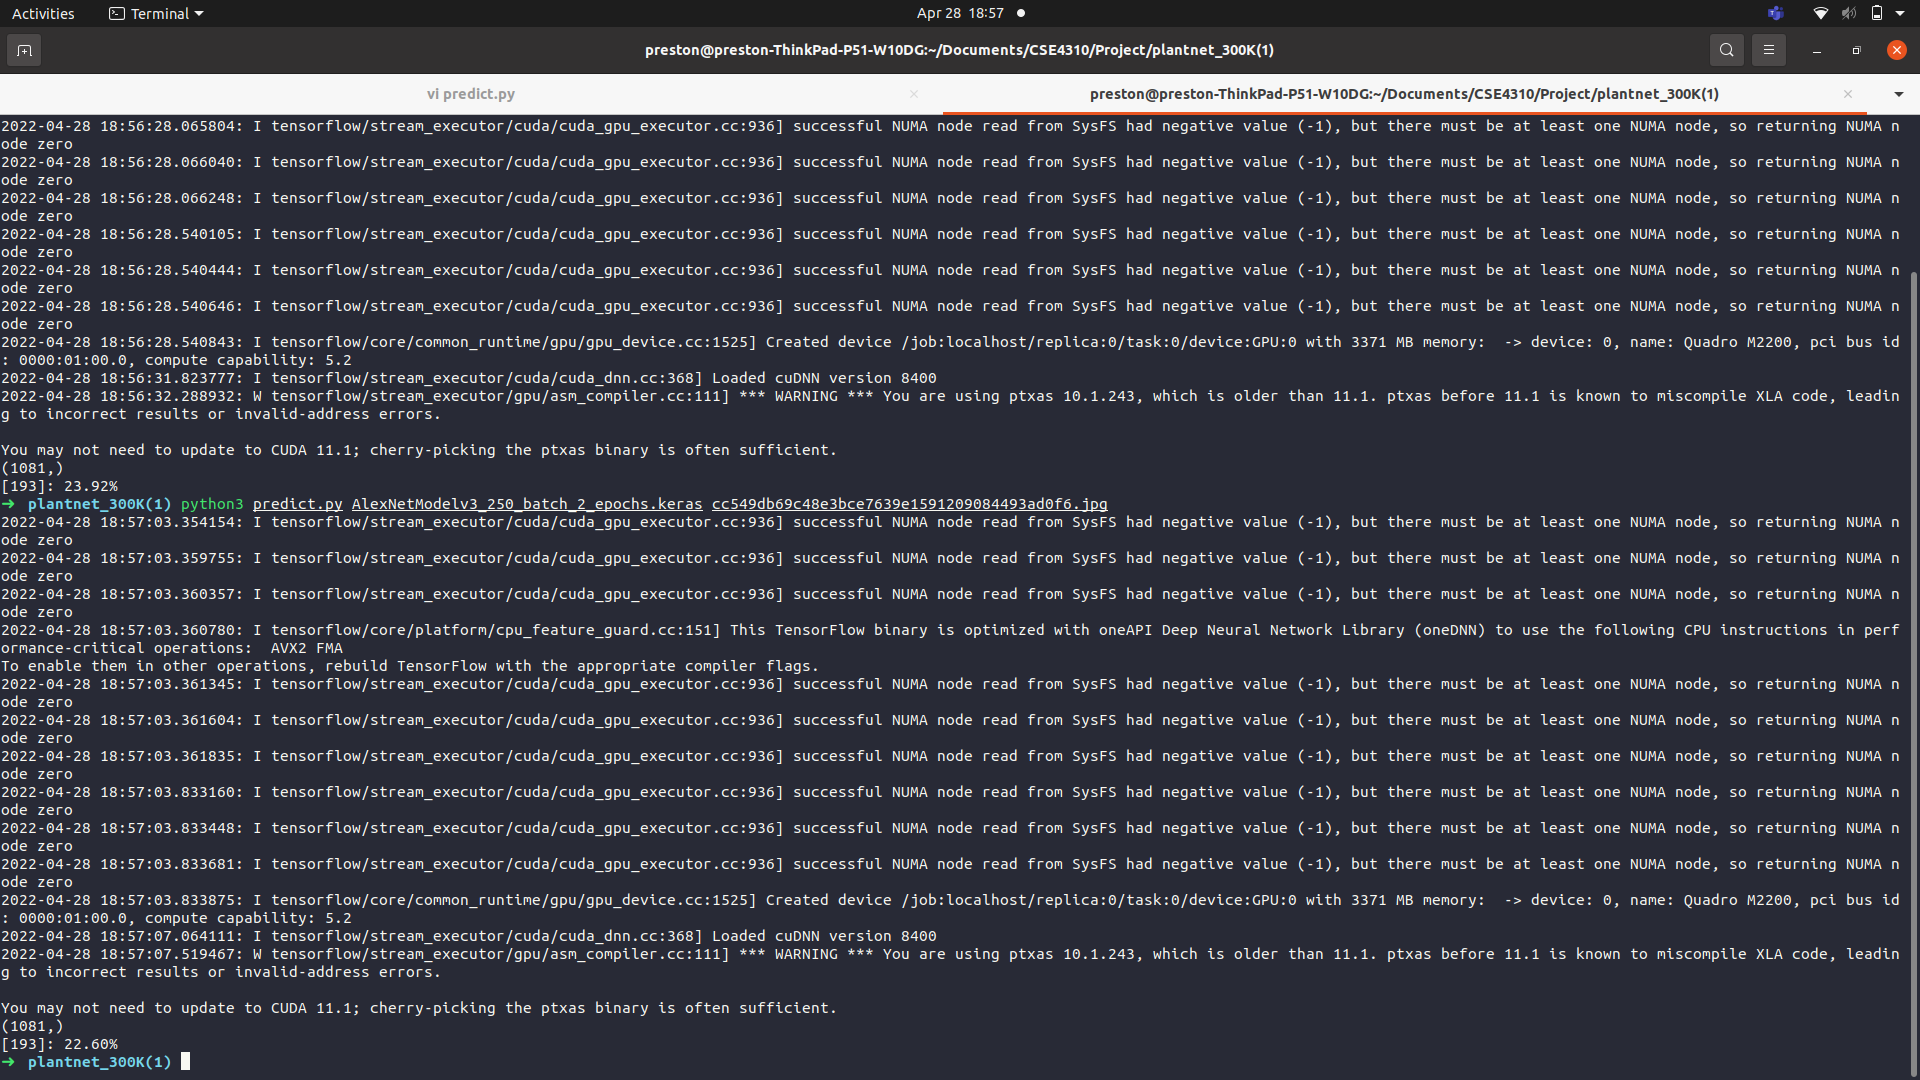 Activities Terminal Apr 28 18:57
preston@preston-ThinkPad-P51-W10DG:~/Documents/CSE4310/Project/plantnet_300K(1)
vi predict.py preston@preston-ThinkPad-P51-W10DG:~/Documents/CSE4310/Project/plantnet_300K(1)
2022-04-28 18:56:28.065804: I tensorflow/stream_executor/cuda/cuda_gpu_executor.cc:936] successful NUMA node read from SysFS had negative value (-1), but there must be at least one NUMA node, so returning NUMA n
ode zero
2022-04-28 18:56:28.066040: I tensorflow/stream_executor/cuda/cuda_gpu_executor.cc:936] successful NUMA node read from SysFS had negative value (-1), but there must be at least one NUMA node, so returning NUMA n
ode zero
2022-04-28 18:56:28.066248: I tensorflow/stream_executor/cuda/cuda_gpu_executor.cc:936] successful NUMA node read from SysFS had negative value (-1), but there must be at least one NUMA node, so returning NUMA n
ode zero
2022-04-28 18:56:28.540105: I tensorflow/stream_executor/cuda/cuda_gpu_executor.cc:936] successful NUMA node read from SysFS had negative value (-1), but there must be at least one NUMA node, so returning NUMA n
ode zero
2022-04-28 18:56:28.540444: I tensorflow/stream_executor/cuda/cuda_gpu_executor.cc:936] successful NUMA node read from SysFS had negative value (-1), but there must be at least one NUMA node, so returning NUMA n
ode zero
2022-04-28 18:56:28.540646: I tensorflow/stream_executor/cuda/cuda_gpu_executor.cc:936] successful NUMA node read from SysFS had negative value (-1), but there must be at least one NUMA node, so returning NUMA n
ode zero
2022-04-28 18:56:28.540843: I tensorflow/core/common_runtime/gpu/gpu_device.cc:1525] Created device /job:localhost/replica:0/task:0/device:GPU:0 with 3371 MB memory:  -> device: 0, name: Quadro M2200, pci bus id
: 0000:01:00.0, compute capability: 5.2
2022-04-28 18:56:31.823777: I tensorflow/stream_executor/cuda/cuda_dnn.cc:368] Loaded cuDNN version 8400
2022-04-28 18:56:32.288932: W tensorflow/stream_executor/gpu/asm_compiler.cc:111] *** WARNING *** You are using ptxas 10.1.243, which is older than 11.1. ptxas before 11.1 is known to miscompile XLA code, leadin
g to incorrect results or invalid-address errors.

You may not need to update to CUDA 11.1; cherry-picking the ptxas binary is often sufficient.
(1081,)
[193]: 23.92%
➜ plantnet_300K(1) python3 predict.py AlexNetModelv3_250_batch_2_epochs.keras cc549db69c48e3bce7639e1591209084493ad0f6.jpg
2022-04-28 18:57:03.354154: I tensorflow/stream_executor/cuda/cuda_gpu_executor.cc:936] successful NUMA node read from SysFS had negative value (-1), but there must be at least one NUMA node, so returning NUMA n
ode zero
2022-04-28 18:57:03.359755: I tensorflow/stream_executor/cuda/cuda_gpu_executor.cc:936] successful NUMA node read from SysFS had negative value (-1), but there must be at least one NUMA node, so returning NUMA n
ode zero
2022-04-28 18:57:03.360357: I tensorflow/stream_executor/cuda/cuda_gpu_executor.cc:936] successful NUMA node read from SysFS had negative value (-1), but there must be at least one NUMA node, so returning NUMA n
ode zero
2022-04-28 18:57:03.360780: I tensorflow/core/platform/cpu_feature_guard.cc:151] This TensorFlow binary is optimized with oneAPI Deep Neural Network Library (oneDNN) to use the following CPU instructions in perf
ormance-critical operations:  AVX2 FMA
To enable them in other operations, rebuild TensorFlow with the appropriate compiler flags.
2022-04-28 18:57:03.361345: I tensorflow/stream_executor/cuda/cuda_gpu_executor.cc:936] successful NUMA node read from SysFS had negative value (-1), but there must be at least one NUMA node, so returning NUMA n
ode zero
2022-04-28 18:57:03.361604: I tensorflow/stream_executor/cuda/cuda_gpu_executor.cc:936] successful NUMA node read from SysFS had negative value (-1), but there must be at least one NUMA node, so returning NUMA n
ode zero
2022-04-28 18:57:03.361835: I tensorflow/stream_executor/cuda/cuda_gpu_executor.cc:936] successful NUMA node read from SysFS had negative value (-1), but there must be at least one NUMA node, so returning NUMA n
ode zero
2022-04-28 18:57:03.833160: I tensorflow/stream_executor/cuda/cuda_gpu_executor.cc:936] successful NUMA node read from SysFS had negative value (-1), but there must be at least one NUMA node, so returning NUMA n
ode zero
2022-04-28 18:57:03.833448: I tensorflow/stream_executor/cuda/cuda_gpu_executor.cc:936] successful NUMA node read from SysFS had negative value (-1), but there must be at least one NUMA node, so returning NUMA n
ode zero
2022-04-28 18:57:03.833681: I tensorflow/stream_executor/cuda/cuda_gpu_executor.cc:936] successful NUMA node read from SysFS had negative value (-1), but there must be at least one NUMA node, so returning NUMA n
ode zero
2022-04-28 18:57:03.833875: I tensorflow/core/common_runtime/gpu/gpu_device.cc:1525] Created device /job:localhost/replica:0/task:0/device:GPU:0 with 3371 MB memory:  -> device: 0, name: Quadro M2200, pci bus id
: 0000:01:00.0, compute capability: 5.2
2022-04-28 18:57:07.064111: I tensorflow/stream_executor/cuda/cuda_dnn.cc:368] Loaded cuDNN version 8400
2022-04-28 18:57:07.519467: W tensorflow/stream_executor/gpu/asm_compiler.cc:111] *** WARNING *** You are using ptxas 10.1.243, which is older than 11.1. ptxas before 11.1 is known to miscompile XLA code, leadin
g to incorrect results or invalid-address errors.

You may not need to update to CUDA 11.1; cherry-picking the ptxas binary is often sufficient.
(1081,)
[193]: 22.60%
➜ plantnet_300K(1)